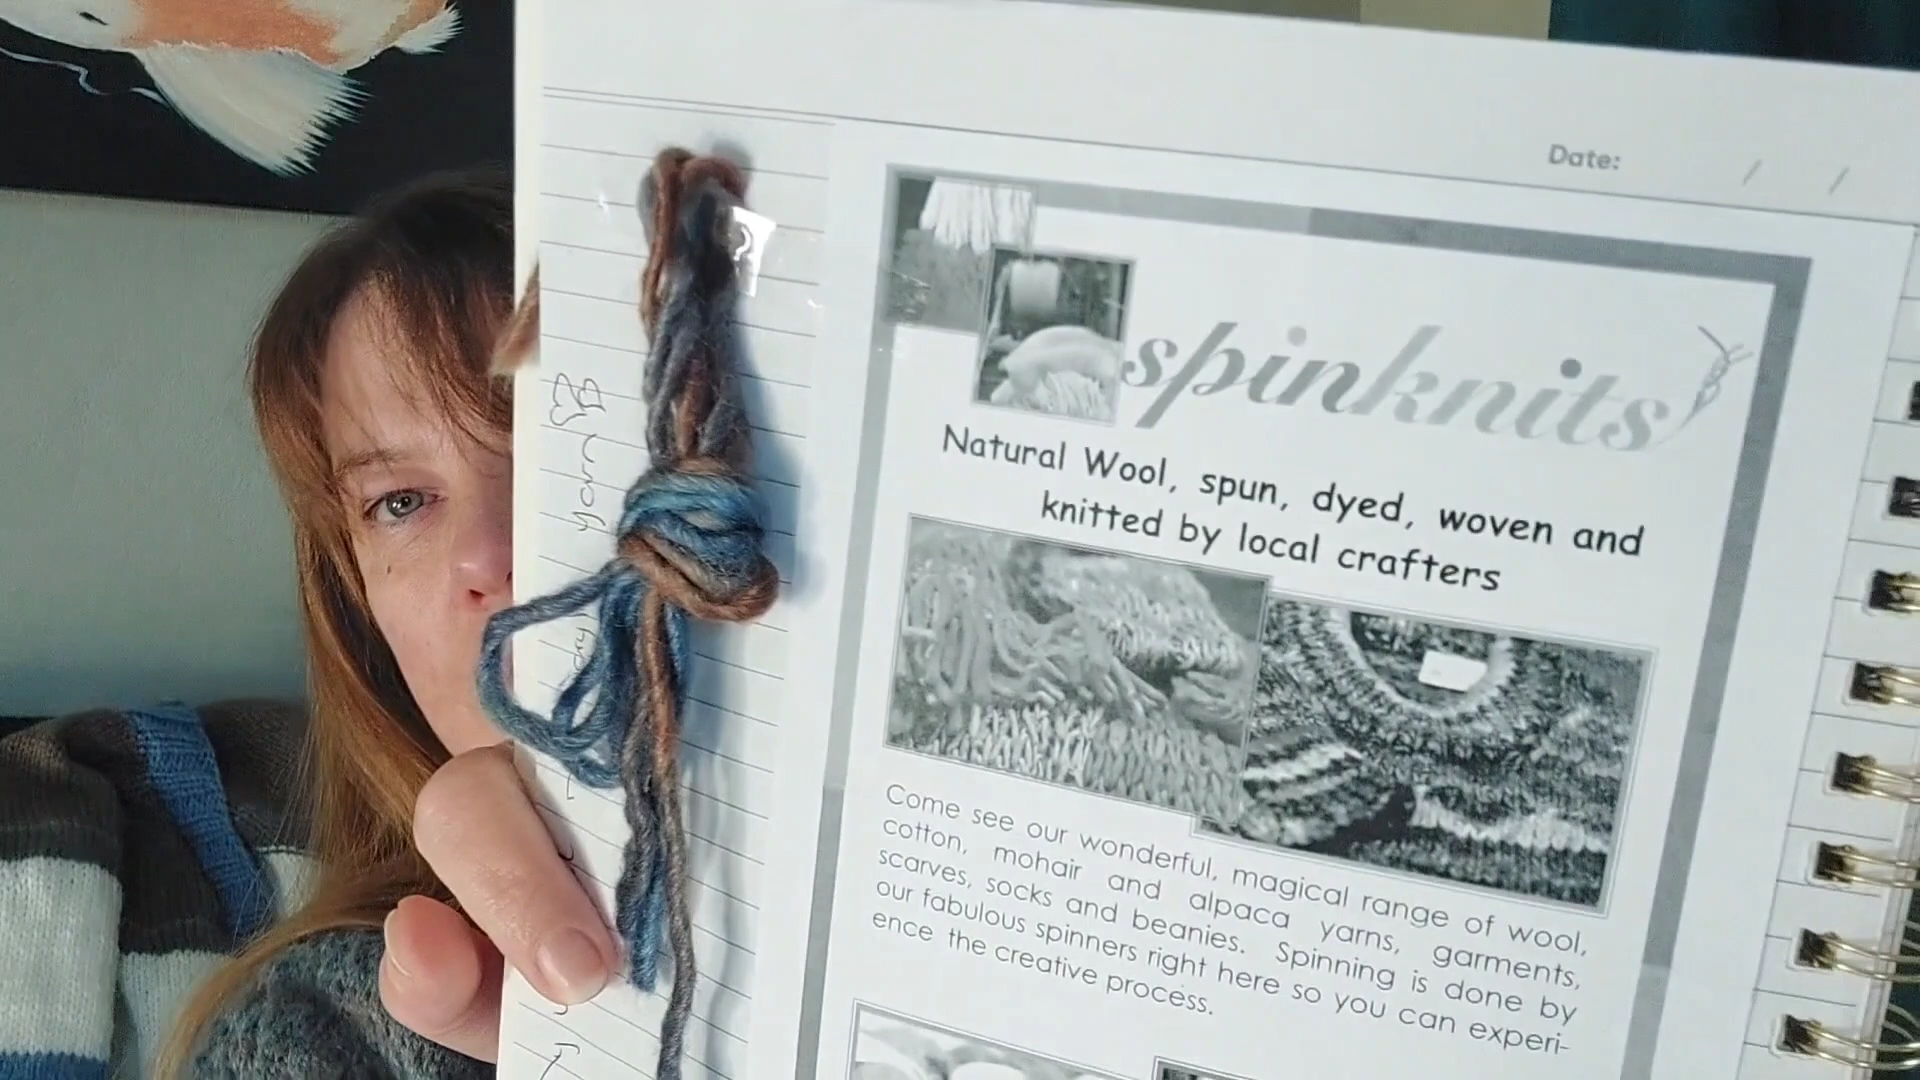 Date: / /
spinknits
Natural Wool, spun, dyed, woven and
knitted by local crafters
Come see our wonderful, magical range of wool,
cotton, mohair and alpaca yarns, garments,
scarves, socks and beanies. Spinning is done by
our fabulous spinners right here so you can experi-
ence the creative process.
yarn